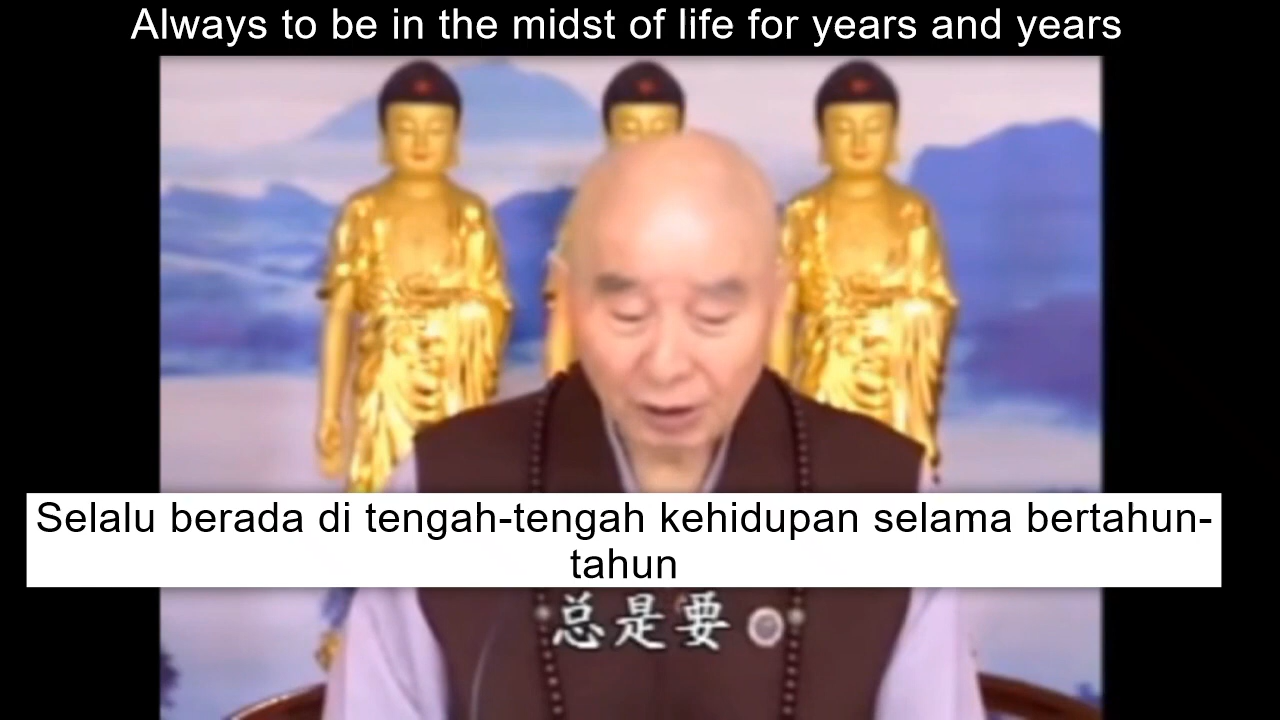 Always to be in the midst of life for years and years
Selalu berada di tengah-tengah kehidupan selama bertahun-
tahun
总是要